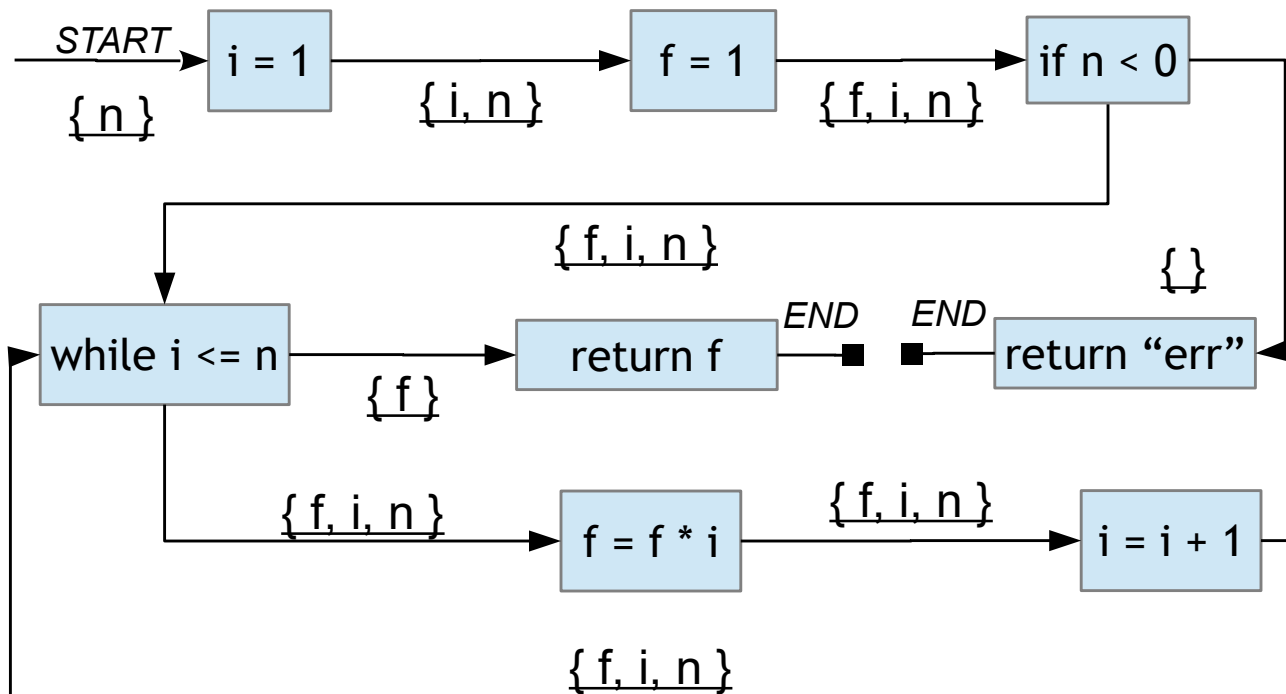 START
i = 1
f = 1
if n < 0
{ n }
{ i, n }
{ f, i, n }
{ f, i, n }
{ }
while i <= n
return f
END
END
return “err”
{ f }
{ f, i, n }
f = f * i
{ f, i, n }
i = i + 1
{ f, i, n }